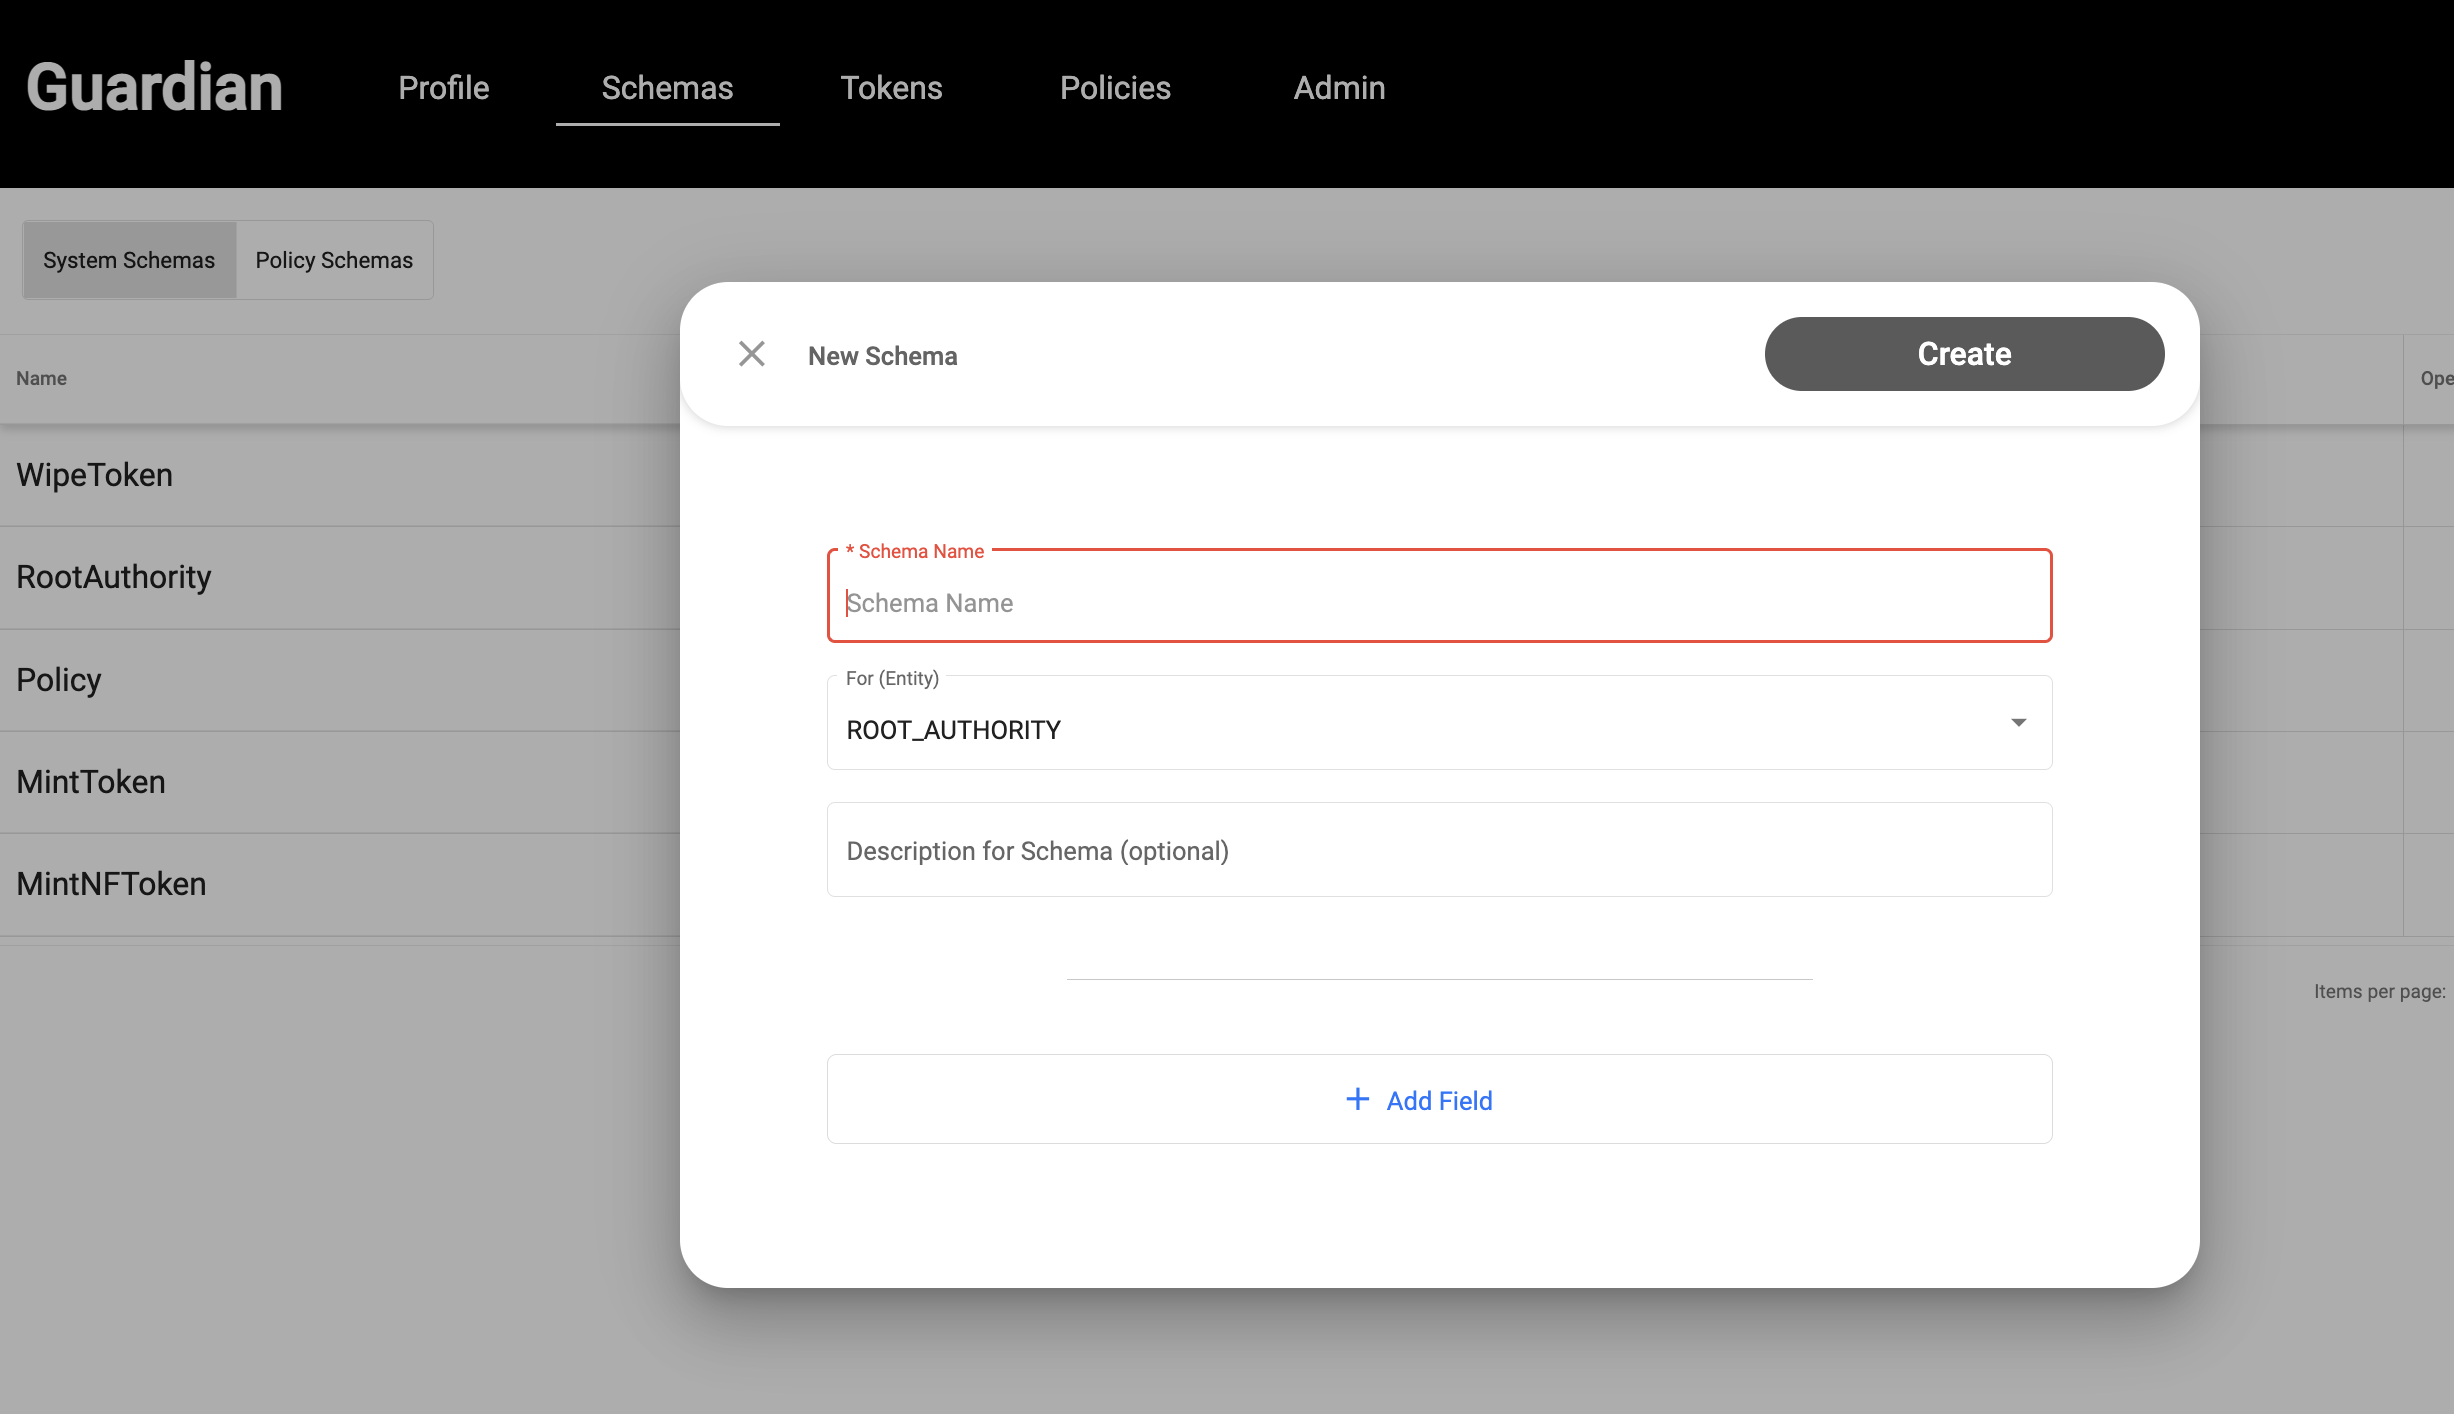 Guardian
Profile
Schemas
Tokens
Policies
Admin
System Schemas
Policy Schemas
New Schema
Create
Name
Ope
WipeToken
RootAuthority
Policy
MintToken
MintNFToken
* Schema Name
Schema Name
For (Entity)
ROOT_AUTHORITY
Description for Schema (optional)
Items per page:
+ Add Field